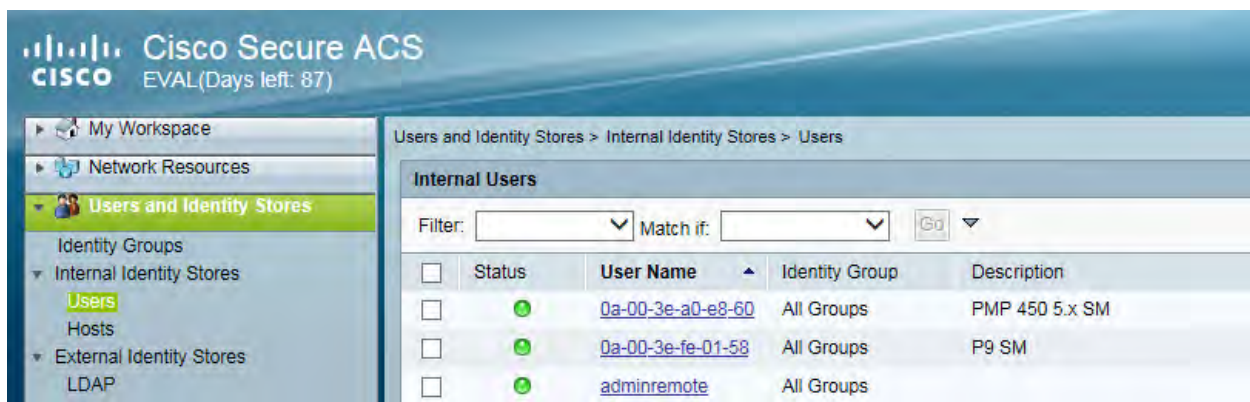 Cisco Secure ACS
CISCO EVAL(Days left: 87)
My Workspace
Network Resources
Users and Identity Stores
Identity Groups
Internal Identity Stores
Users
Hosts
External Identity Stores
LDAP
Users and Identity Stores > Internal Identity Stores > Users
Internal Users
Filter: Match if: Go
Status User Name Identity Group Description
0a-00-3e-a0-e8-60 All Groups PMP 450 5.x SM
0a-00-3e-fe-01-58 All Groups P9 SM
adminremote All Groups